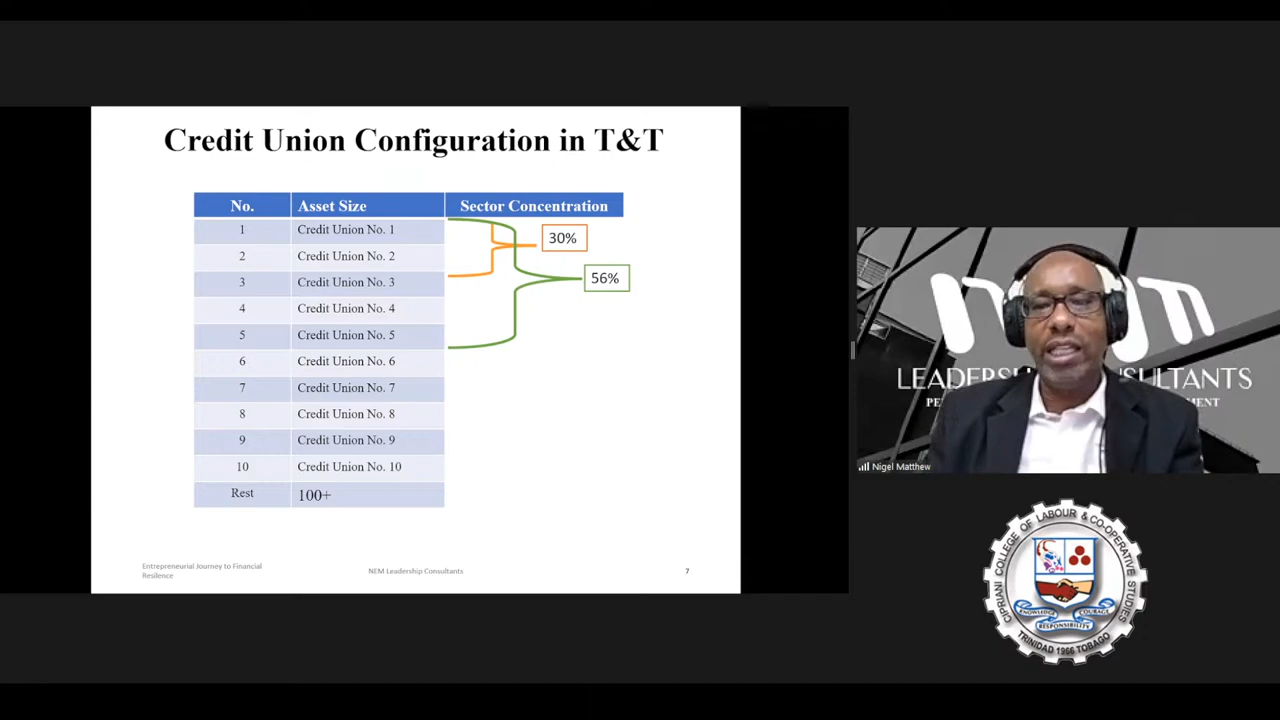 Credit Union Configuration in T&T
No. Asset Size Sector Concentration
1 Credit Union No. 1
30%
2 Credit Union No. 2
56%
3 Credit Union No. 3
4 Credit Union No. 4
5 Credit Union No. 5
6 Credit Union No. 6
7 Credit Union No. 7
8 Credit Union No. 8
9 Credit Union No. 9
10 Credit Union No. 10
Rest 100+
Entrepreneurial Journey to Financial
Resilence
NEM Leadership Consultants
7
Nigel Matthew
CIPRIANI COLLEGE OF LABOUR & CO-OPERATIVE STUDIES
KNOWLEDGE
COURAGE
RESPONSIBILITY
TRINIDAD 1966 TOBAGO